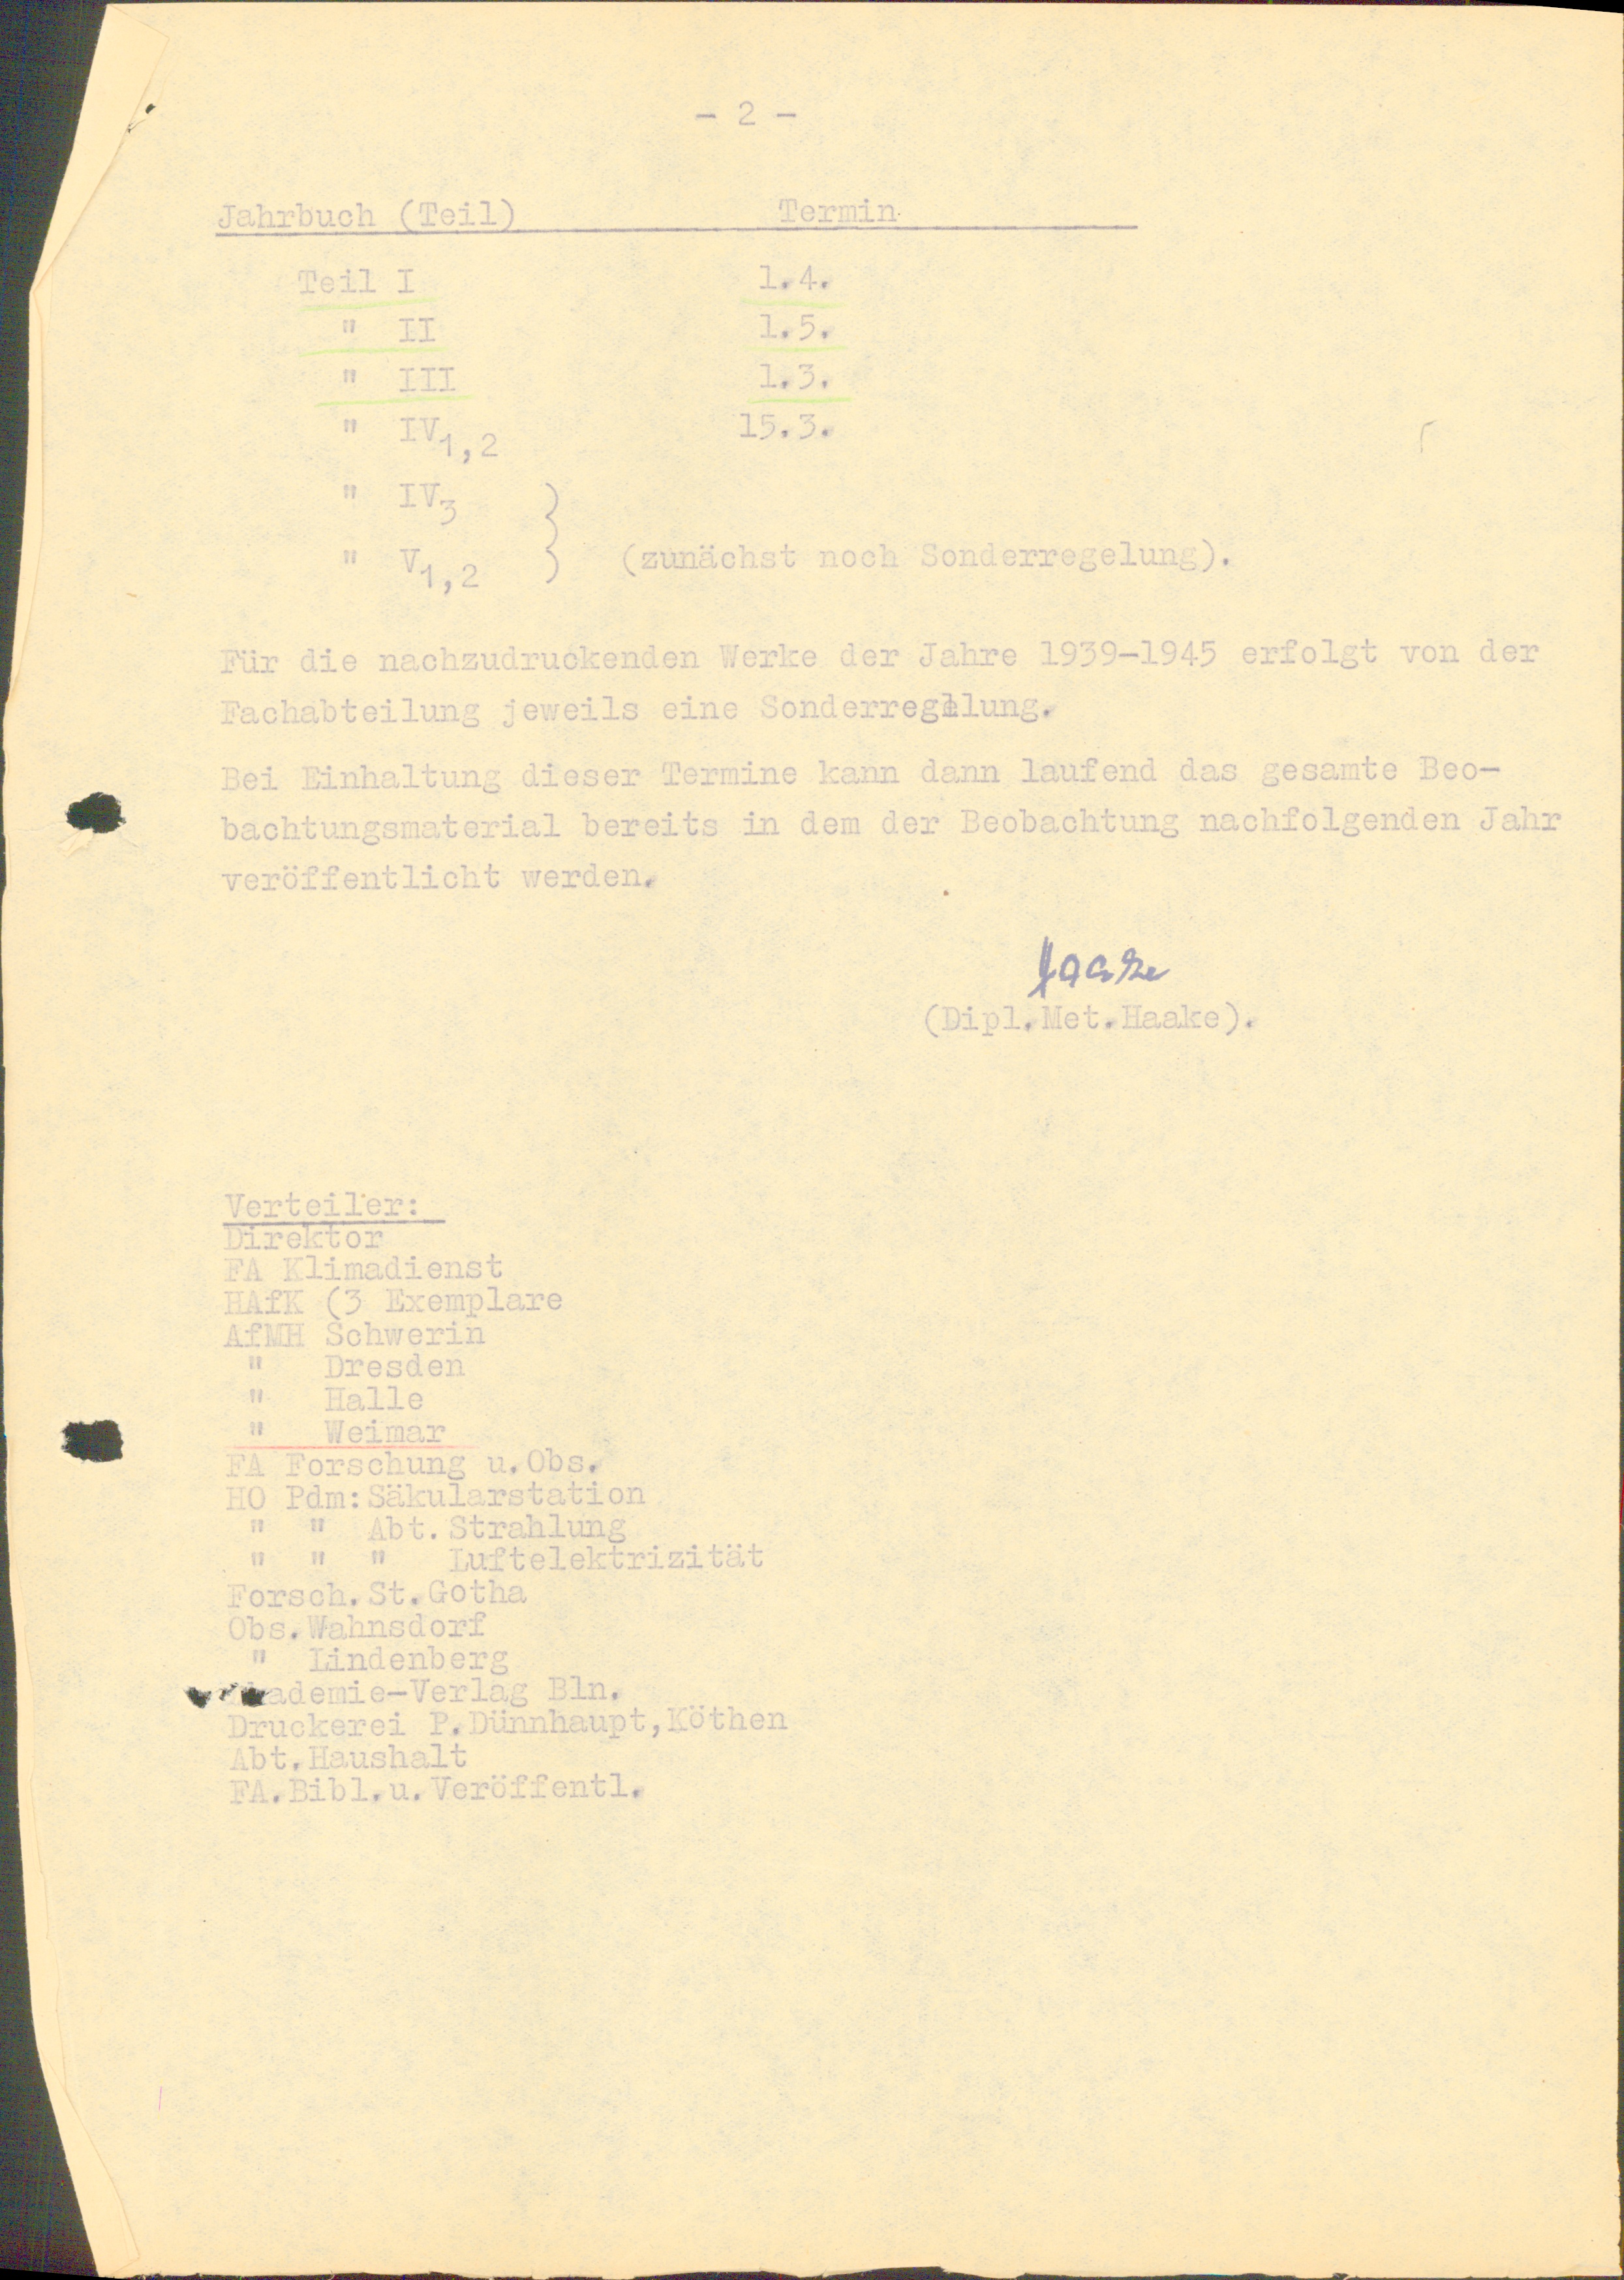 - 2 -
Jahrbuch (Teil) Termin
Teil I 1.4.
" II 1.5.
" III 1.3.
" IV1,2 15.3.
" IV3
" V1,2 } (zunächst noch Sonderregelung).
Für die nachzudruckenden Werke der Jahre 1939-1945 erfolgt von der
Fachabteilung jeweils eine Sonderregelung.
Bei Einhaltung dieser Termine kann dann laufend das gesamte Beo-
bachtungsmaterial bereits in dem der Beobachtung nachfolgenden Jahr
veröffentlicht werden.
Haake
(Dipl.Met.Haake).
Verteiler:
Direktor
FA Klimadienst
HAfK (3 Exemplare
AfMH Schwerin
" Dresden
" Halle
" Weimar
FA Forschung u.Obs.
HO Pdm:Säkularstation
" " Abt.Strahlung
" " " Luftelektrizität
Forsch.St.Gotha
Obs.Wahnsdorf
" Lindenberg
Akademie-Verlag Bln.
Druckerei P.Dünnhaupt,Köthen
Abt.Haushalt
FA.Bibl.u.Veröffentl.